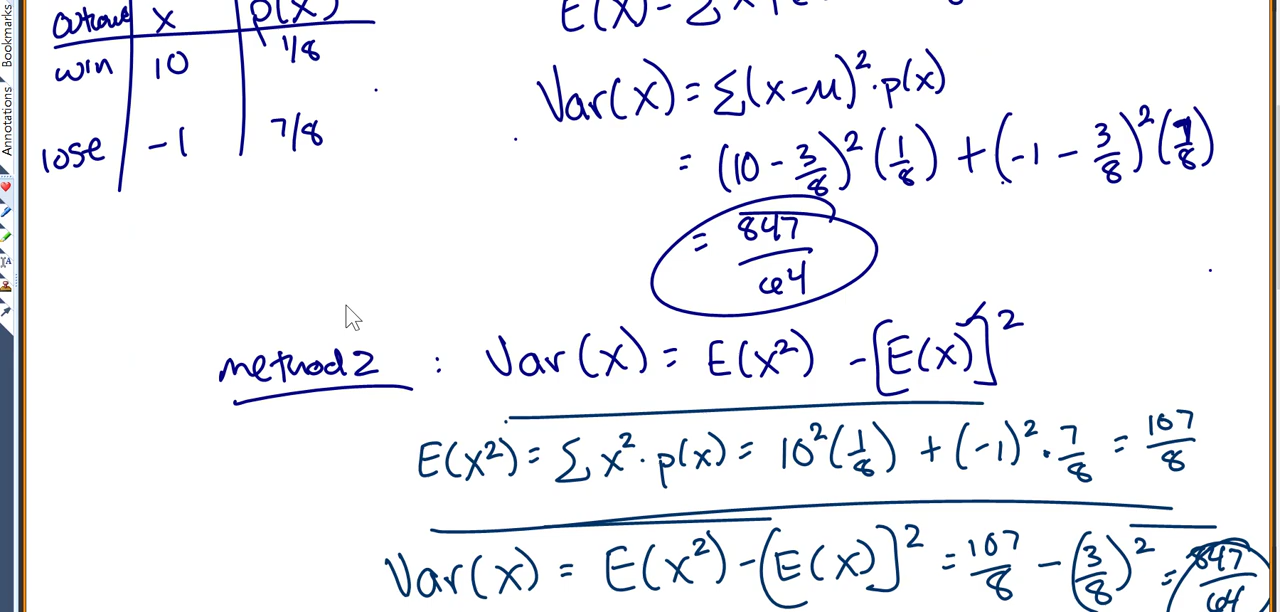 Bookmarks
Annotations
outcome x p(x)
E(x) = Σ x
win 10 1/8
Var(x) = Σ(x-μ)²·p(x)
lose -1 7/8
= (10 - 3/8)² (1/8) + (-1 - 3/8)² (7/8)
= 847/64
method 2 : Var(x) = E(x²) - [E(x)]²
E(x²) = Σ x²·p(x) = 10² (1/8) + (-1)² · 7/8 = 107/8
Var(x) = E(x²) - [E(x)]² = 107/8 - (3/8)² = 847/64